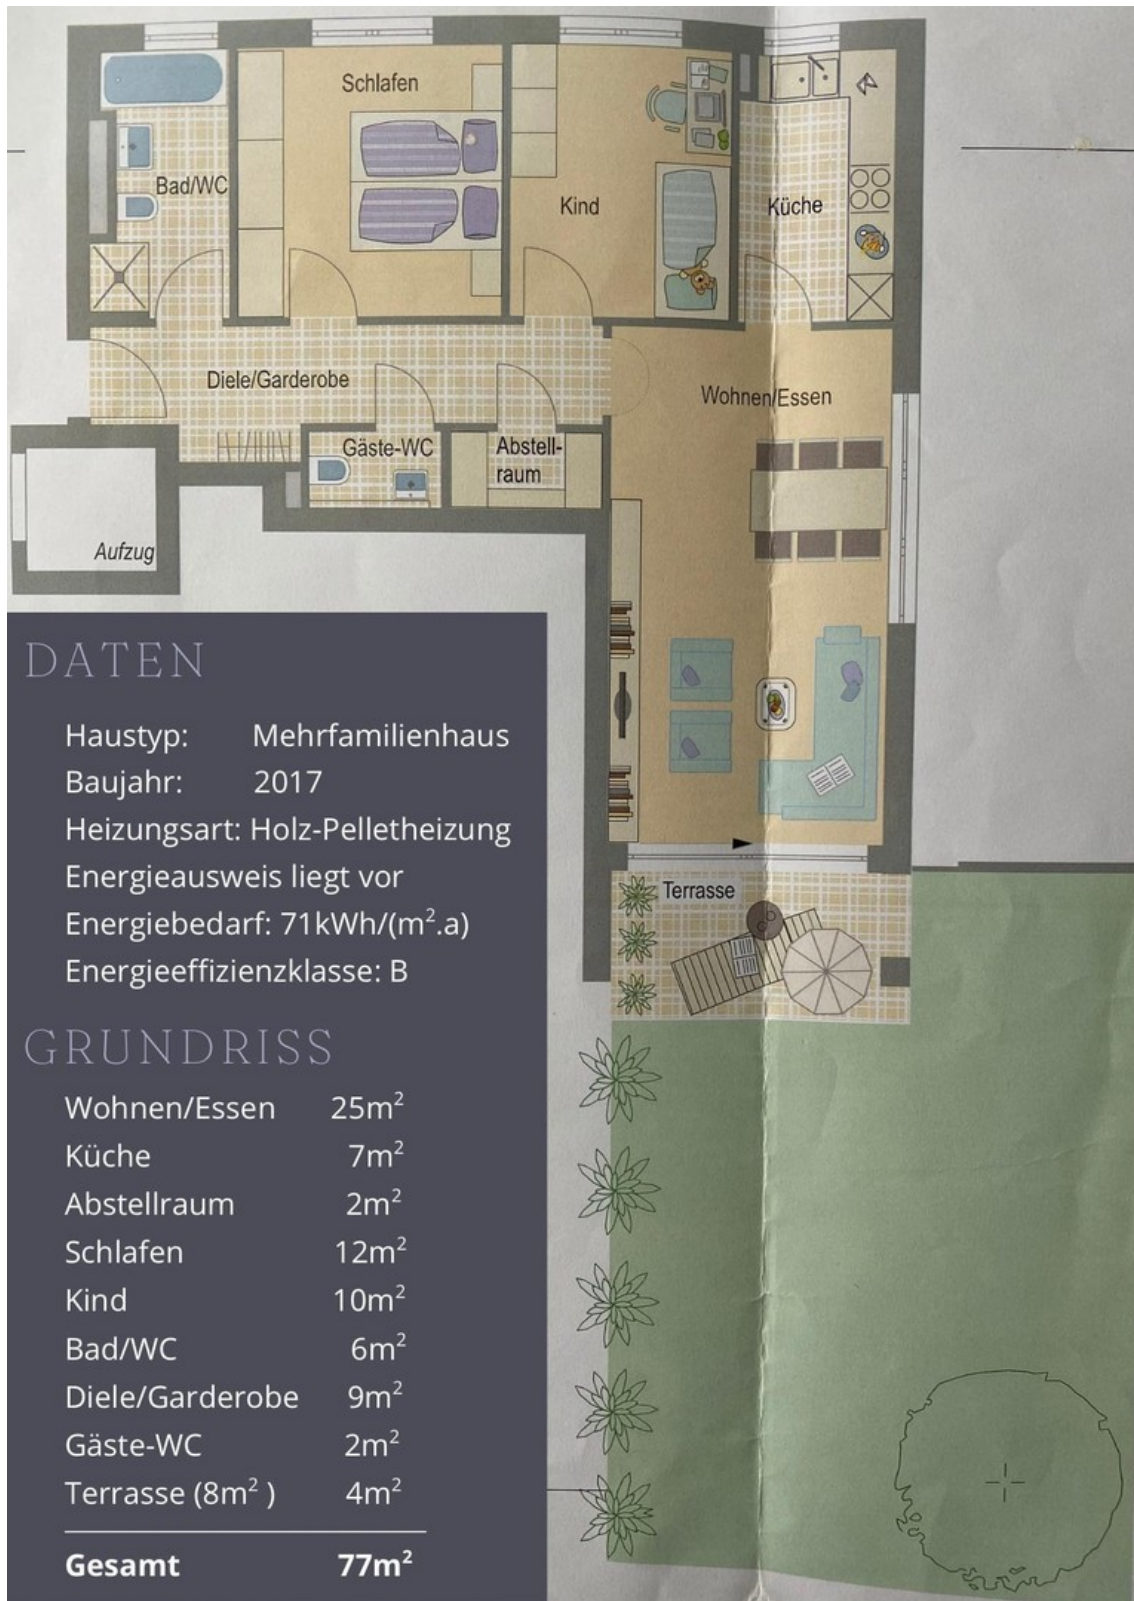 Schlafen
Bad/WC
Kind
Küche
Diele/Garderobe
Wohnen/Essen
Gäste-WC
Abstell-
raum
Aufzug
Terrasse
DATEN
Haustyp: Mehrfamilienhaus
Baujahr: 2017
Heizungsart: Holz-Pelletheizung
Energieausweis liegt vor
Energiebedarf: 71kWh/(m².a)
Energieeffizienzklasse: B
GRUNDRISS
Wohnen/Essen 25m²
Küche 7m²
Abstellraum 2m²
Schlafen 12m²
Kind 10m²
Bad/WC 6m²
Diele/Garderobe 9m²
Gäste-WC 2m²
Terrasse (8m² ) 4m²
Gesamt 77m²